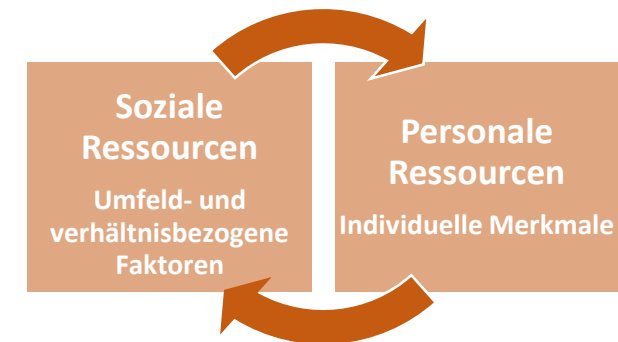 Soziale
Ressourcen
Umfeld- und
verhältnisbezogene
Faktoren
Personale
Ressourcen
Individuelle Merkmale